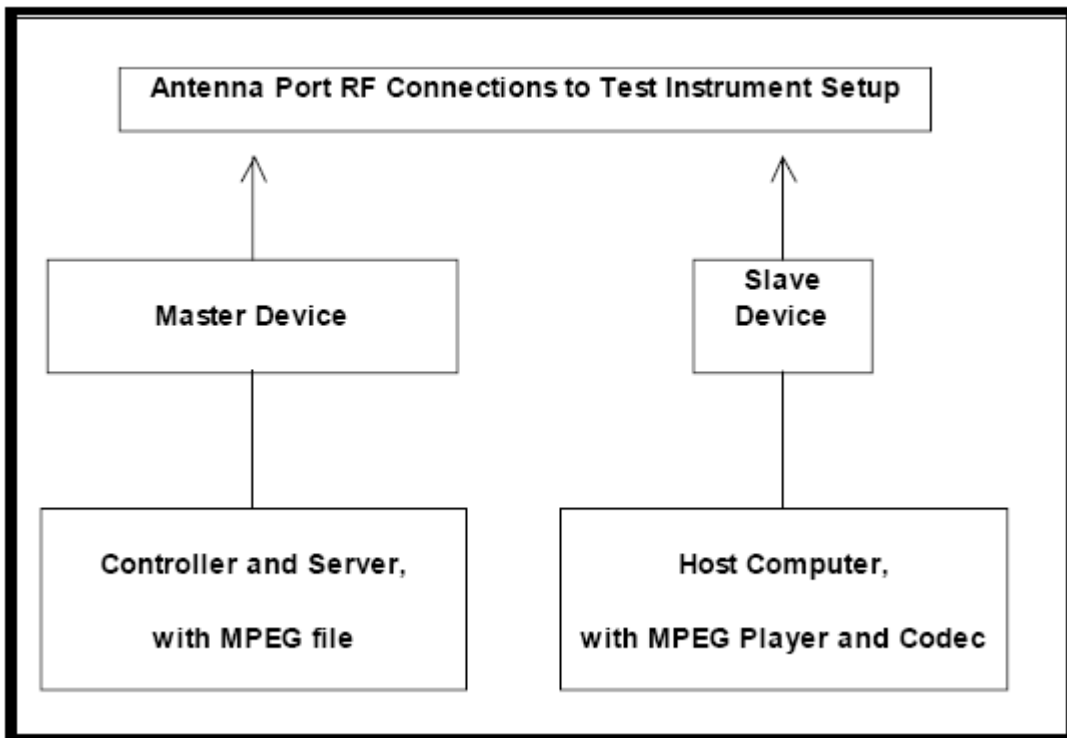 Antenna Port RF Connections to Test Instrument Setup
Master Device
Slave
Device
Controller and Server,
with MPEG file
Host Computer,
with MPEG Player and Codec